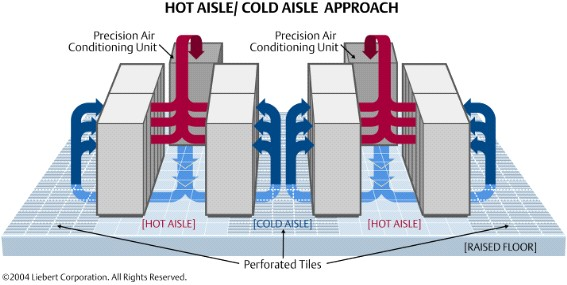 HOT AISLE/ COLD AISLE APPROACH
Precision Air
Conditioning Unit
Precision Air
Conditioning Unit
[HOT AISLE]
[COLD AISLE]
[HOT AISLE]
[RAISED FLOOR]
Perforated Tiles
©2004 Liebert Corporation. All Rights Reserved.